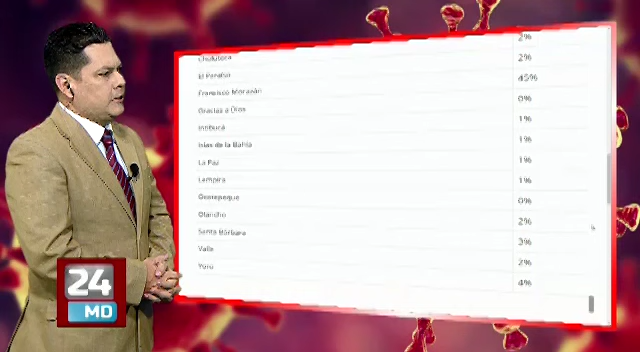 Choluteca 2%
El Paraíso 2%
Francisco Morazán 45%
Gracias a Dios 0%
Intibucá 1%
Islas de la Bahía 1%
La Paz 1%
Lempira 1%
Ocotepeque 0%
Olancho 2%
Santa Bárbara 3%
Valle 2%
Yoro 4%
24
MD